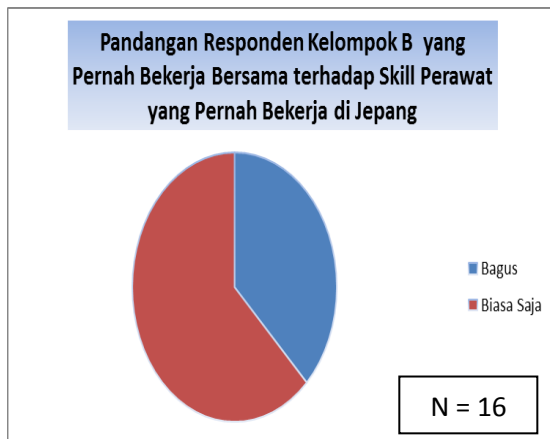 Pandangan Responden Kelompok B yang
Pernah Bekerja Bersama terhadap Skill Perawat
yang Pernah Bekerja di Jepang
Bagus
Biasa Saja
N = 16